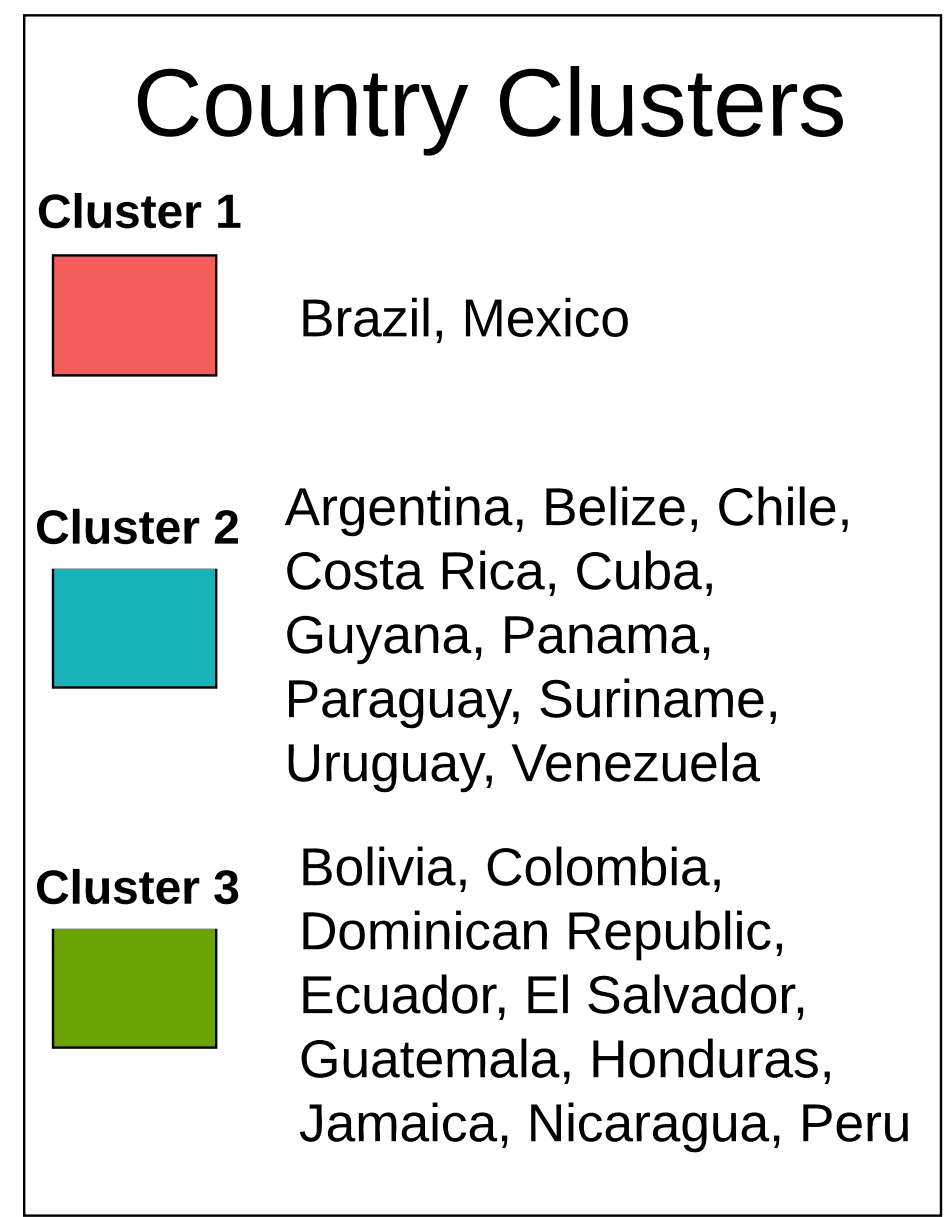 Country Clusters
Cluster 1
Brazil, Mexico
Cluster 2
Argentina, Belize, Chile,
Costa Rica, Cuba,
Guyana, Panama,
Paraguay, Suriname,
Uruguay, Venezuela
Cluster 3
Bolivia, Colombia,
Dominican Republic,
Ecuador, El Salvador,
Guatemala, Honduras,
Jamaica, Nicaragua, Peru